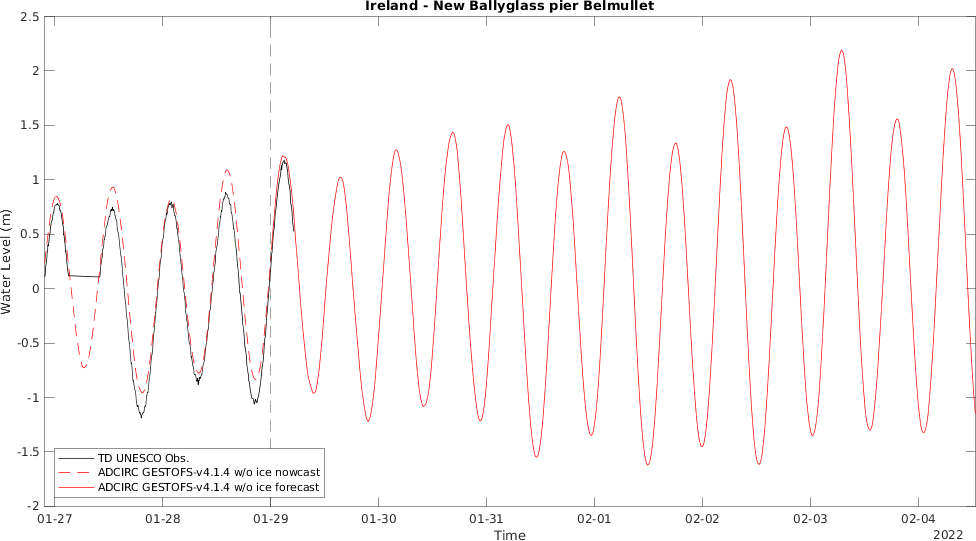 Ireland - New Ballyglass pier Belmullet
2.5
2
1.5
1
0.5
0
-0.5
-1
-1.5
-2
Water Level (m)
TD UNESCO Obs.
ADCIRC GESTOFS-v4.1.4 w/o ice nowcast
ADCIRC GESTOFS-v4.1.4 w/o ice forecast
01-27 01-28 01-29 01-30 01-31 02-01 02-02 02-03 02-04
Time
2022